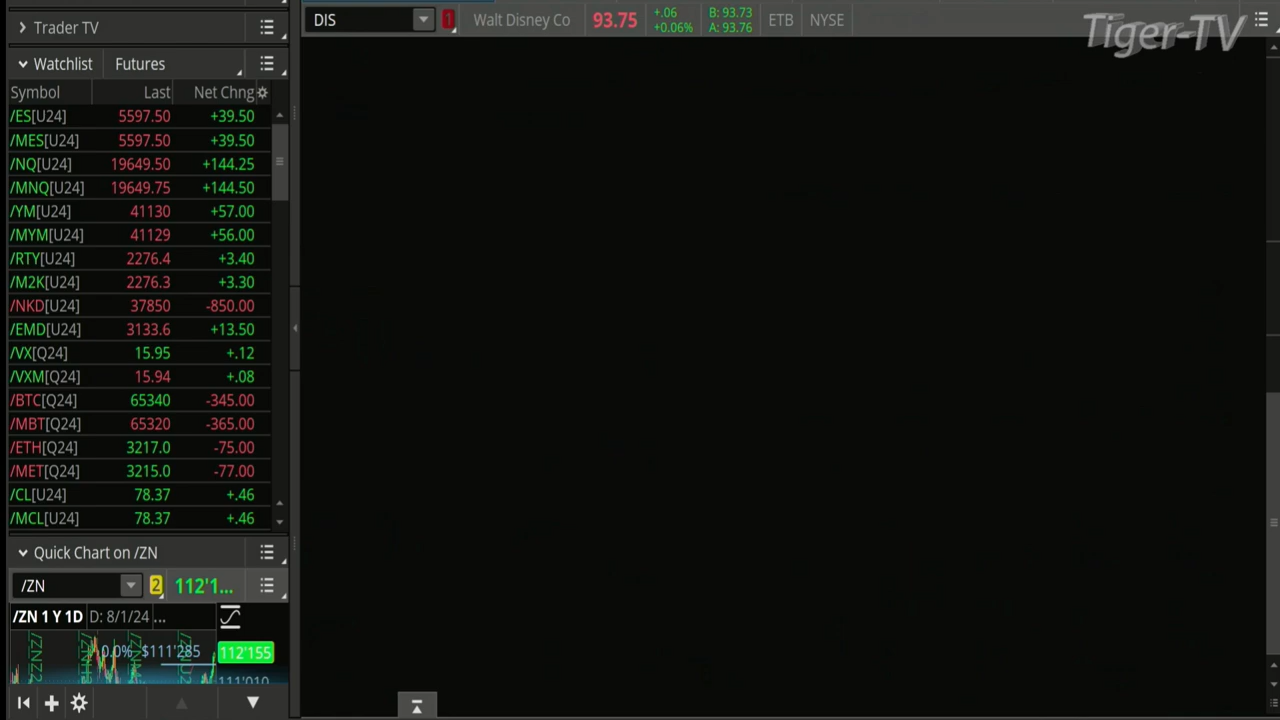 Trader TV
Watchlist Futures
Symbol Last Net Chng
/ES[U24] 5597.50 +39.50
/MES[U24] 5597.50 +39.50
/NQ[U24] 19649.50 +144.25
/MNQ[U24] 19649.75 +144.50
/YM[U24] 41130 +57.00
/MYM[U24] 41129 +56.00
/RTY[U24] 2276.4 +3.40
/M2K[U24] 2276.3 +3.30
/NKD[U24] 37850 -850.00
/EMD[U24] 3133.6 +13.50
/VX[Q24] 15.95 +.12
/VXM[Q24] 15.94 +.08
/BTC[Q24] 65340 -345.00
/MBT[Q24] 65320 -365.00
/ETH[Q24] 3217.0 -75.00
/MET[Q24] 3215.0 -77.00
/CL[U24] 78.37 +.46
/MCL[U24] 78.37 +.46
Quick Chart on /ZN
/ZN 2 112'1...
/ZN 1 Y 1D D: 8/1/24 ...
0.0% $111'285 112'155
111'010
DIS 1 Walt Disney Co 93.75 +.06 B: 93.73 ETB NYSE
+0.06% A: 93.76
Tiger-TV